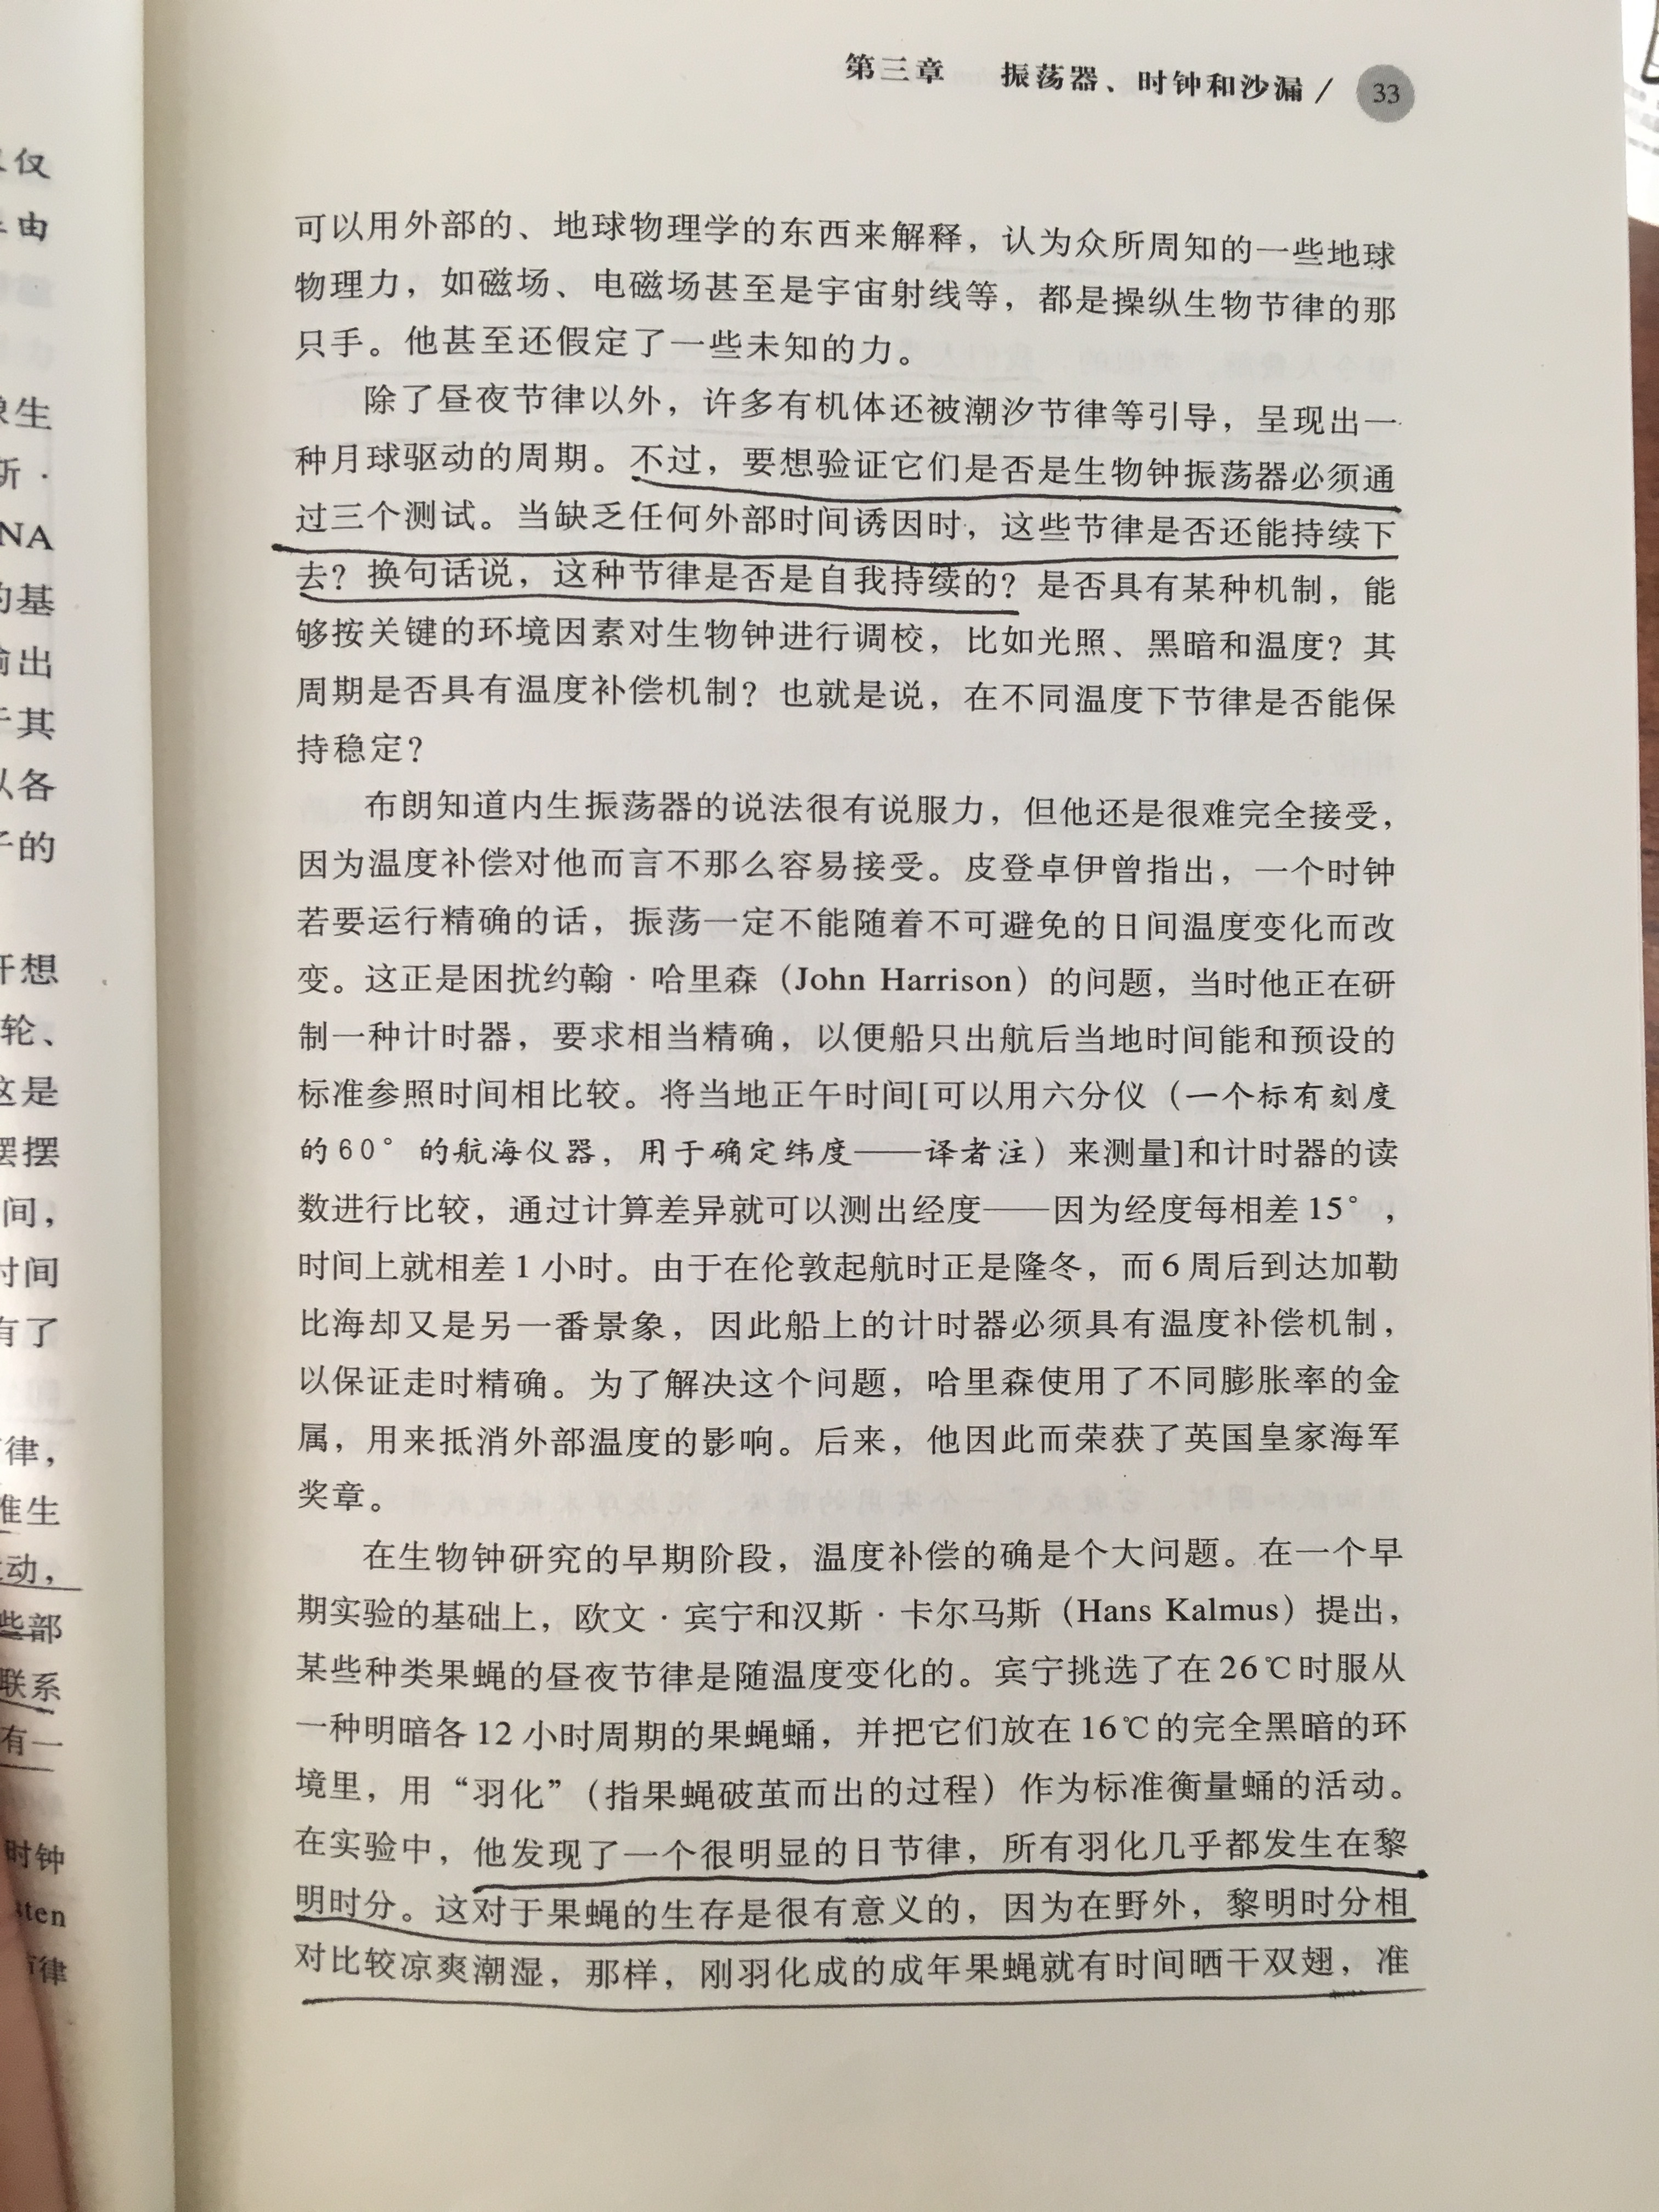 第三章 振荡器、时钟和沙漏 / 33
可以用外部的、地球物理学的东西来解释，认为众所周知的一些地球
物理力，如磁场、电磁场甚至是宇宙射线等，都是操纵生物节律的那
只手。他甚至还假定了一些未知的力。
除了昼夜节律以外，许多有机体还被潮汐节律等引导，呈现出一
种月球驱动的周期。不过，要想验证它们是否是生物钟振荡器必须通
过三个测试。当缺乏任何外部时间诱因时，这些节律是否还能持续下
去？换句话说，这种节律是否是自我持续的？是否具有某种机制，能
够按关键的环境因素对生物钟进行调校，比如光照、黑暗和温度？其
周期是否具有温度补偿机制？也就是说，在不同温度下节律是否能保
持稳定？
布朗知道内生振荡器的说法很有说服力，但他还是很难完全接受，
因为温度补偿对他而言不那么容易接受。皮登卓伊曾指出，一个时钟
若要运行精确的话，振荡一定不能随着不可避免的日间温度变化而改
变。这正是困扰约翰·哈里森（John Harrison）的问题，当时他正在研
制一种计时器，要求相当精确，以便船只出航后当地时间能和预设的
标准参照时间相比较。将当地正午时间[可以用六分仪（一个标有刻度
的60°的航海仪器，用于确定纬度——译者注）来测量]和计时器的读
数进行比较，通过计算差异就可以测出经度——因为经度每相差15°，
时间上就相差1小时。由于在伦敦起航时正是隆冬，而6周后到达加勒
比海却又是另一番景象，因此船上的计时器必须具有温度补偿机制，
以保证走时精确。为了解决这个问题，哈里森使用了不同膨胀率的金
属，用来抵消外部温度的影响。后来，他因此而荣获了英国皇家海军
奖章。
在生物钟研究的早期阶段，温度补偿的确是个大问题。在一个早
期实验的基础上，欧文·宾宁和汉斯·卡尔马斯（Hans Kalmus）提出，
某些种类果蝇的昼夜节律是随温度变化的。宾宁挑选了在26℃时服从
一种明暗各12小时周期的果蝇蛹，并把它们放在16℃的完全黑暗的环
境里，用“羽化”（指果蝇破茧而出的过程）作为标准衡量蛹的活动。
在实验中，他发现了一个很明显的日节律，所有羽化几乎都发生在黎
明时分。这对于果蝇的生存是很有意义的，因为在野外，黎明时分相
对比较凉爽潮湿，那样，刚羽化成的成年果蝇就有时间晒干双翅，准